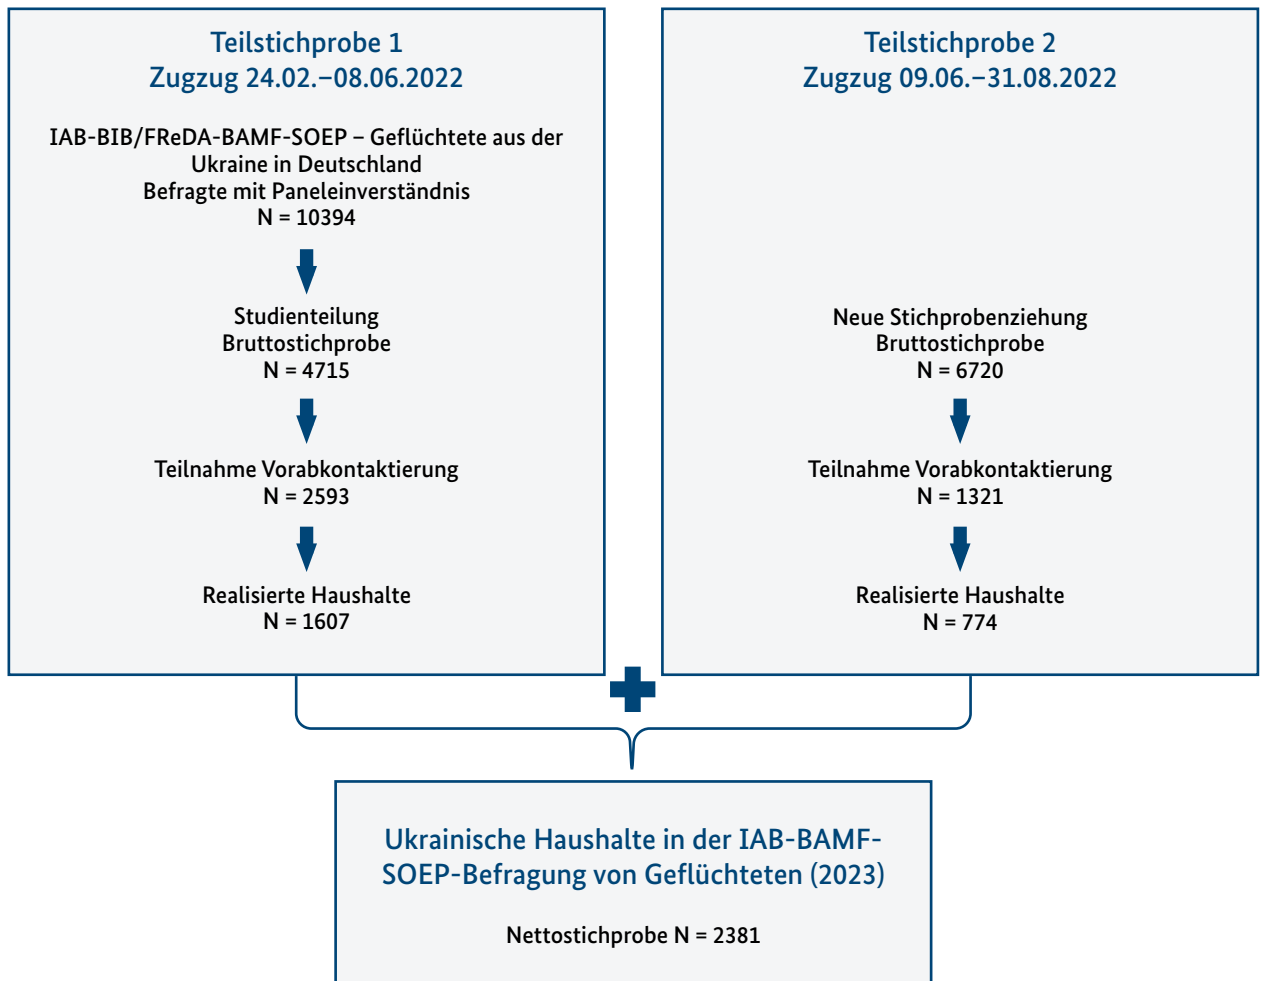 Teilstichprobe 1
Zugzug 24.02.–08.06.2022
IAB-BIB/FReDA-BAMF-SOEP – Geflüchtete aus der
Ukraine in Deutschland
Befragte mit Paneleinverständnis
N = 10394
Studienteilung
Bruttostichprobe
N = 4715
Teilnahme Vorabkontaktierung
N = 2593
Realisierte Haushalte
N = 1607
Teilstichprobe 2
Zugzug 09.06.–31.08.2022
Neue Stichprobenziehung
Bruttostichprobe
N = 6720
Teilnahme Vorabkontaktierung
N = 1321
Realisierte Haushalte
N = 774
Ukrainische Haushalte in der IAB-BAMF-
SOEP-Befragung von Geflüchteten (2023)
Nettostichprobe N = 2381